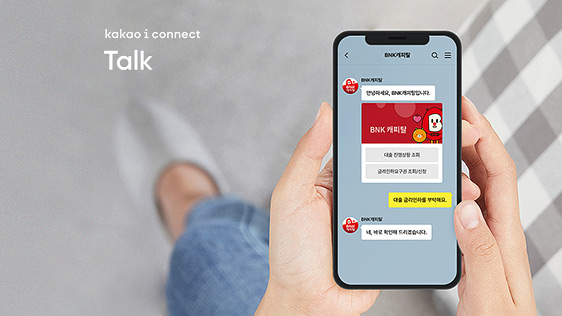 kakao i connect
Talk
BNK캐피탈
BNK캐피탈
안녕하세요, BNK캐피탈입니다.
BNK 캐피탈
대출 진행상황 조회
금리인하요구권 조회/신청
대출 금리인하를 부탁해요.
BNK캐피탈
네, 바로 확인해 드리겠습니다.